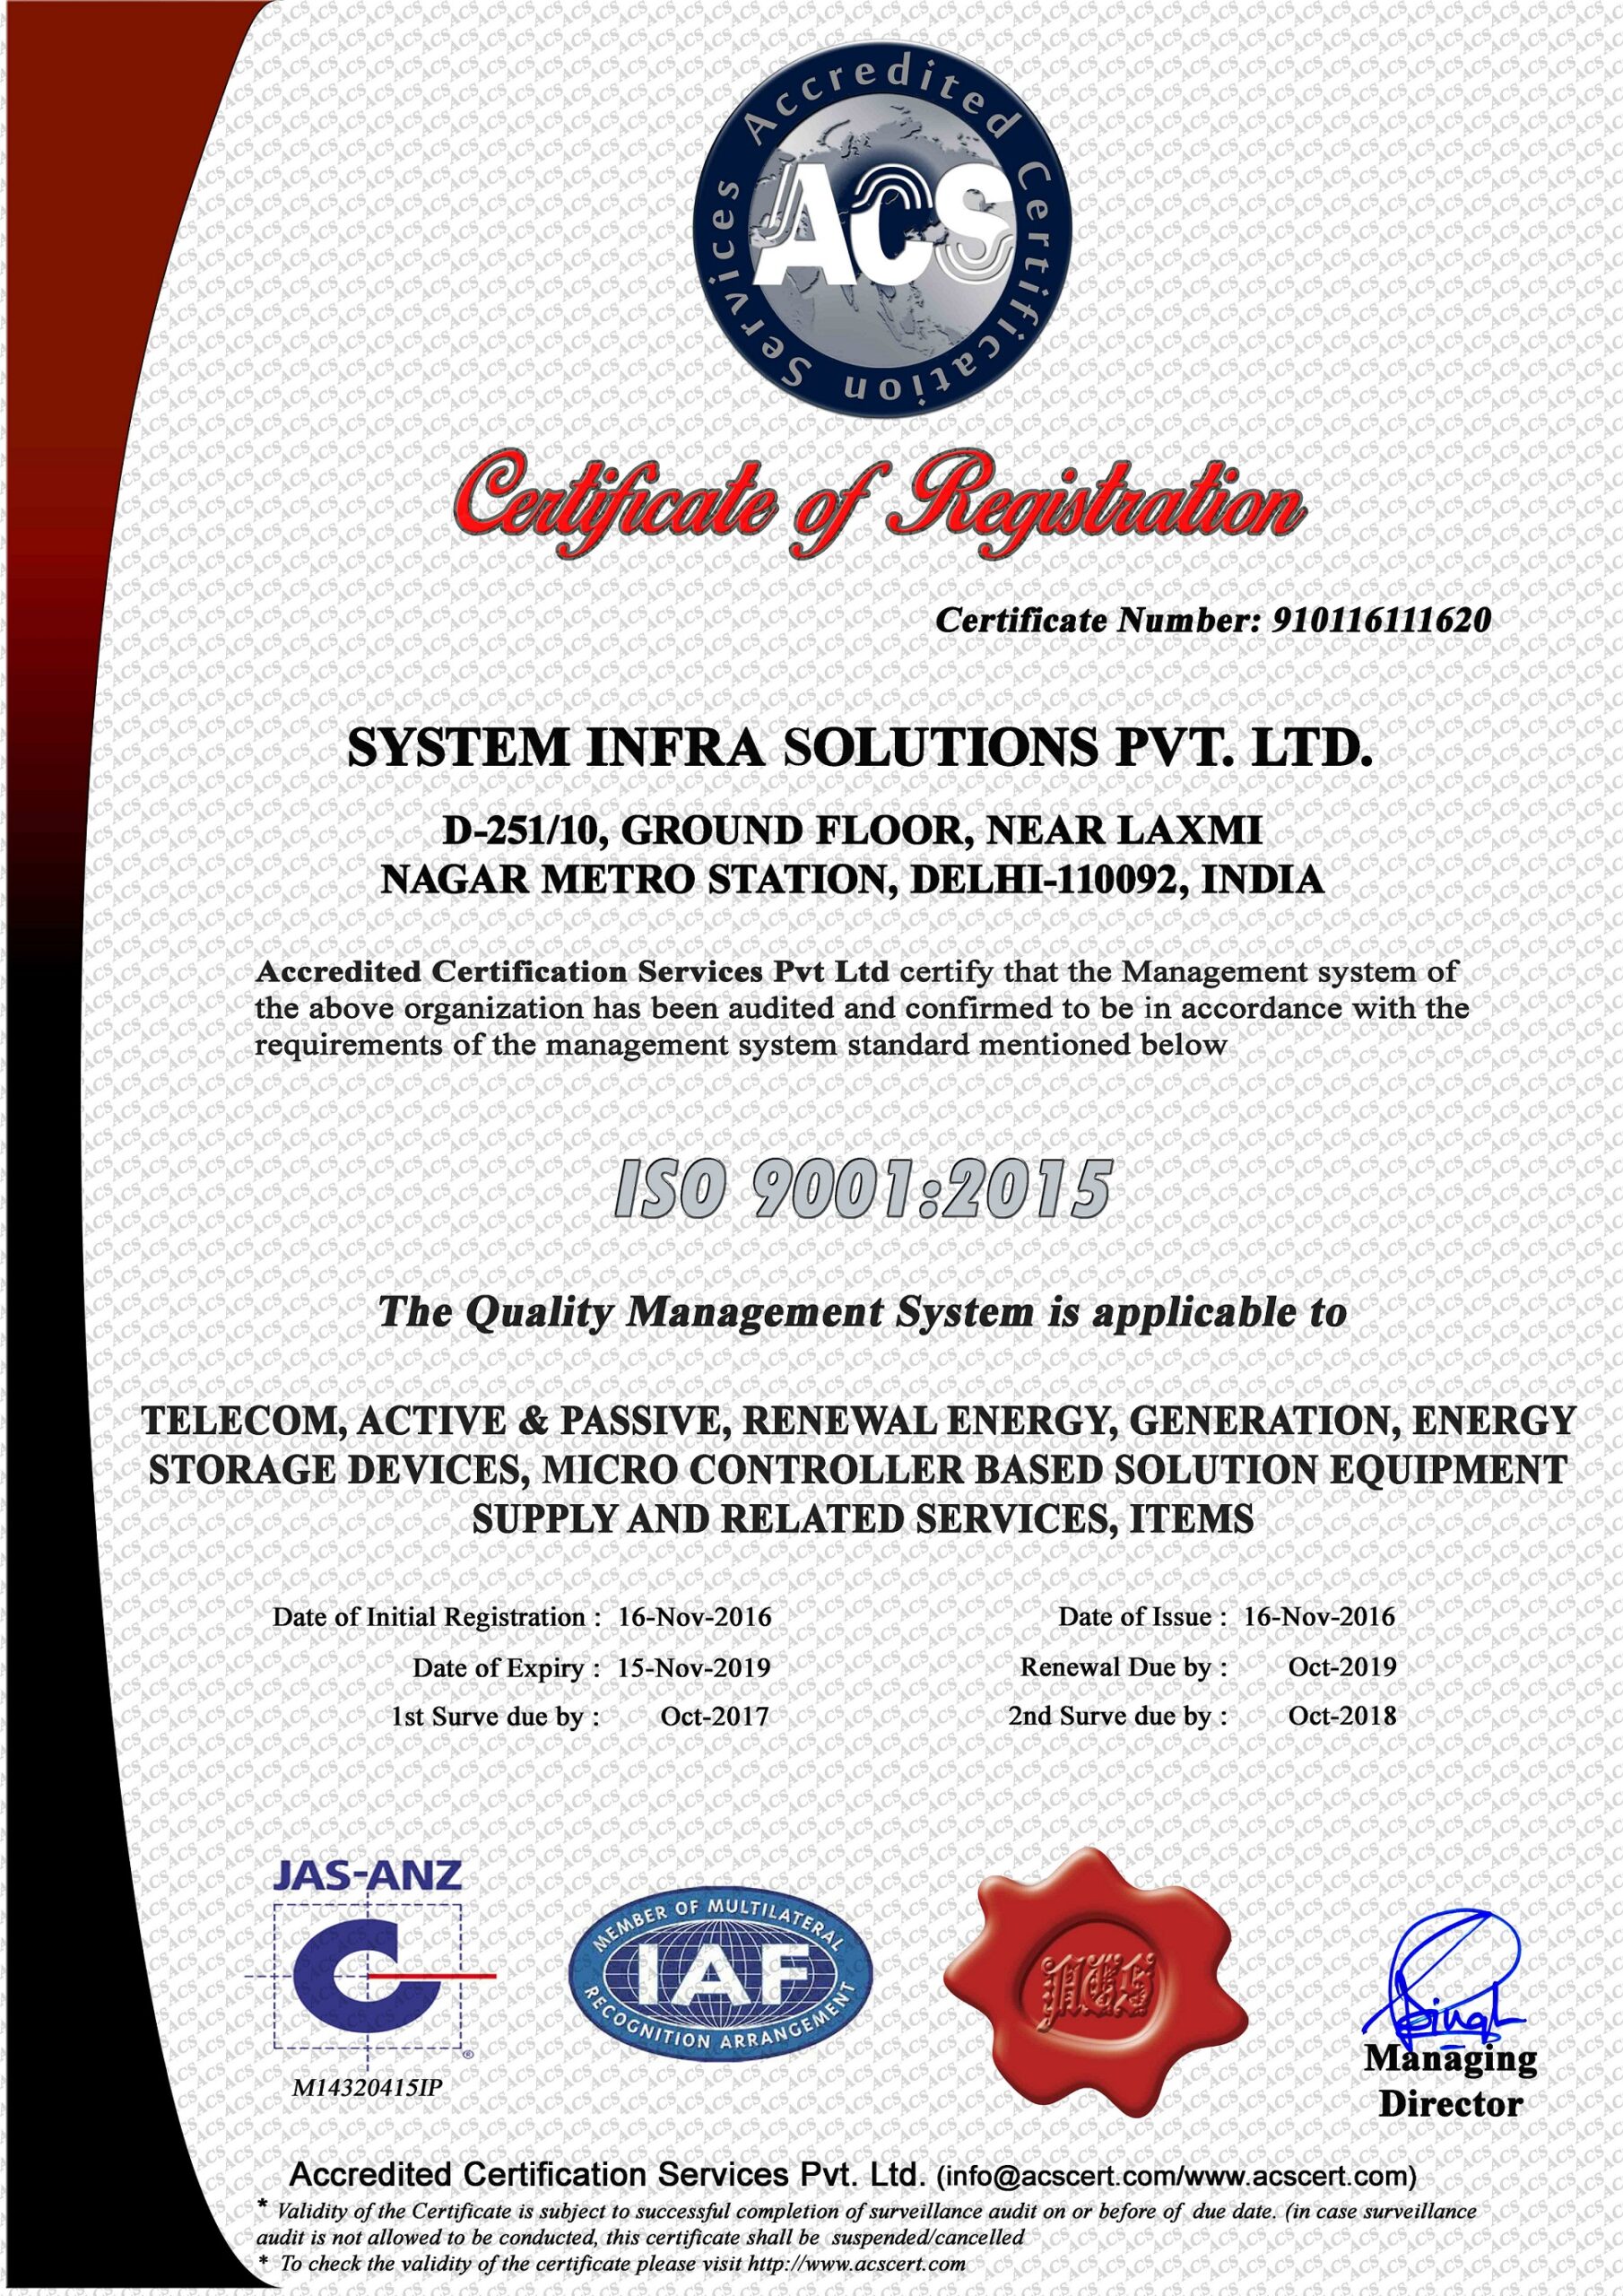 Accredited Certification Services
ACS
Certificate of Registration
Certificate Number: 910116111620
SYSTEM INFRA SOLUTIONS PVT. LTD.
D-251/10, GROUND FLOOR, NEAR LAXMI
NAGAR METRO STATION, DELHI-110092, INDIA
Accredited Certification Services Pvt Ltd certify that the Management system of
the above organization has been audited and confirmed to be in accordance with the
requirements of the management system standard mentioned below
ISO 9001:2015
The Quality Management System is applicable to
TELECOM, ACTIVE & PASSIVE, RENEWAL ENERGY, GENERATION, ENERGY
STORAGE DEVICES, MICRO CONTROLLER BASED SOLUTION EQUIPMENT
SUPPLY AND RELATED SERVICES, ITEMS
Date of Initial Registration : 16-Nov-2016 Date of Issue : 16-Nov-2016
Date of Expiry : 15-Nov-2019 Renewal Due by : Oct-2019
1st Surve due by : Oct-2017 2nd Surve due by : Oct-2018
JAS-ANZ
®
M14320415IP
MEMBER OF MULTILATERAL
IAF
RECOGNITION ARRANGEMENT
ACS
Singh
Managing
Director
Accredited Certification Services Pvt. Ltd. (info@acscert.com/www.acscert.com)
* Validity of the Certificate is subject to successful completion of surveillance audit on or before of due date. (in case surveillance
audit is not allowed to be conducted, this certificate shall be suspended/cancelled
* To check the validity of the certificate please visit http://www.acscert.com